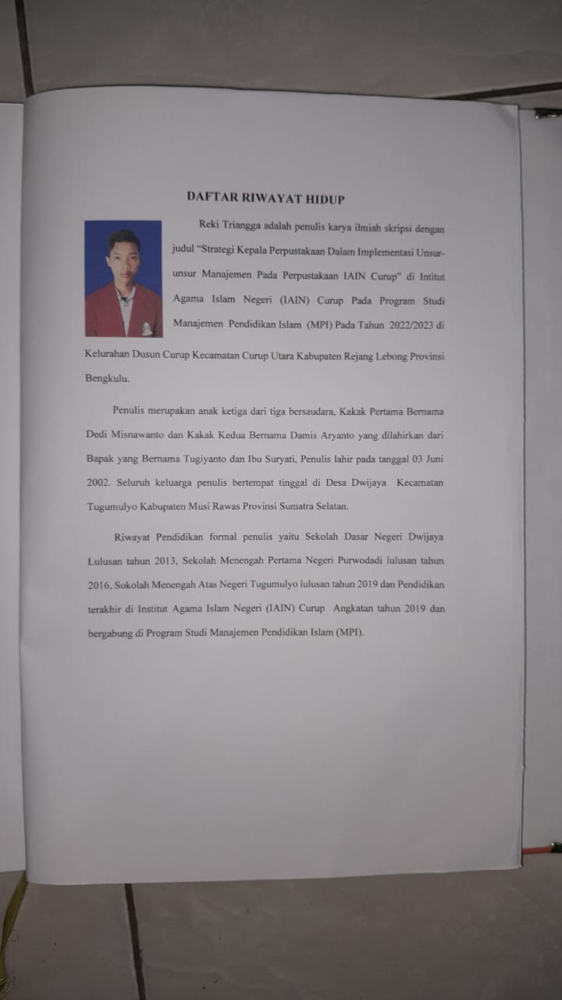 DAFTAR RIWAYAT HIDUP
Reki Triangga adalah penulis karya ilmiah skripsi dengan
judul “Strategi Kepala Perpustakaan Dalam Implementasi Unsur-
unsur Manajemen Pada Perpustakaan IAIN Curup” di Intitut
Agama Islam Negeri (IAIN) Curup Pada Program Studi
Manajemen Pendidikan Islam (MPI) Pada Tahun 2022/2023 di
Kelurahan Dusun Curup Kecamatan Curup Utara Kabupaten Rejang Lebong Provinsi
Bengkulu.
Penulis merupakan anak ketiga dari tiga bersaudara, Kakak Pertama Bernama
Dedi Misnawanto dan Kakak Kedua Bernama Damis Aryanto yang dilahirkan dari
Bapak yang Bernama Tugiyanto dan Ibu Suryati, Penulis lahir pada tanggal 03 Juni
2002. Seluruh keluarga penulis bertempat tinggal di Desa Dwijaya Kecamatan
Tugumulyo Kabupaten Musi Rawas Provinsi Sumatra Selatan.
Riwayat Pendidikan formal penulis yaitu Sekolah Dasar Negeri Dwijaya
Lulusan tahun 2013, Sekolah Menengah Pertama Negeri Purwodadi lulusan tahun
2016, Sokolah Menengah Atas Negeri Tugumulyo lulusan tahun 2019 dan Pendidikan
terakhir di Institut Agama Islam Negeri (IAIN) Curup Angkatan tahun 2019 dan
bergabung di Program Studi Manajemen Pendidikan Islam (MPI).